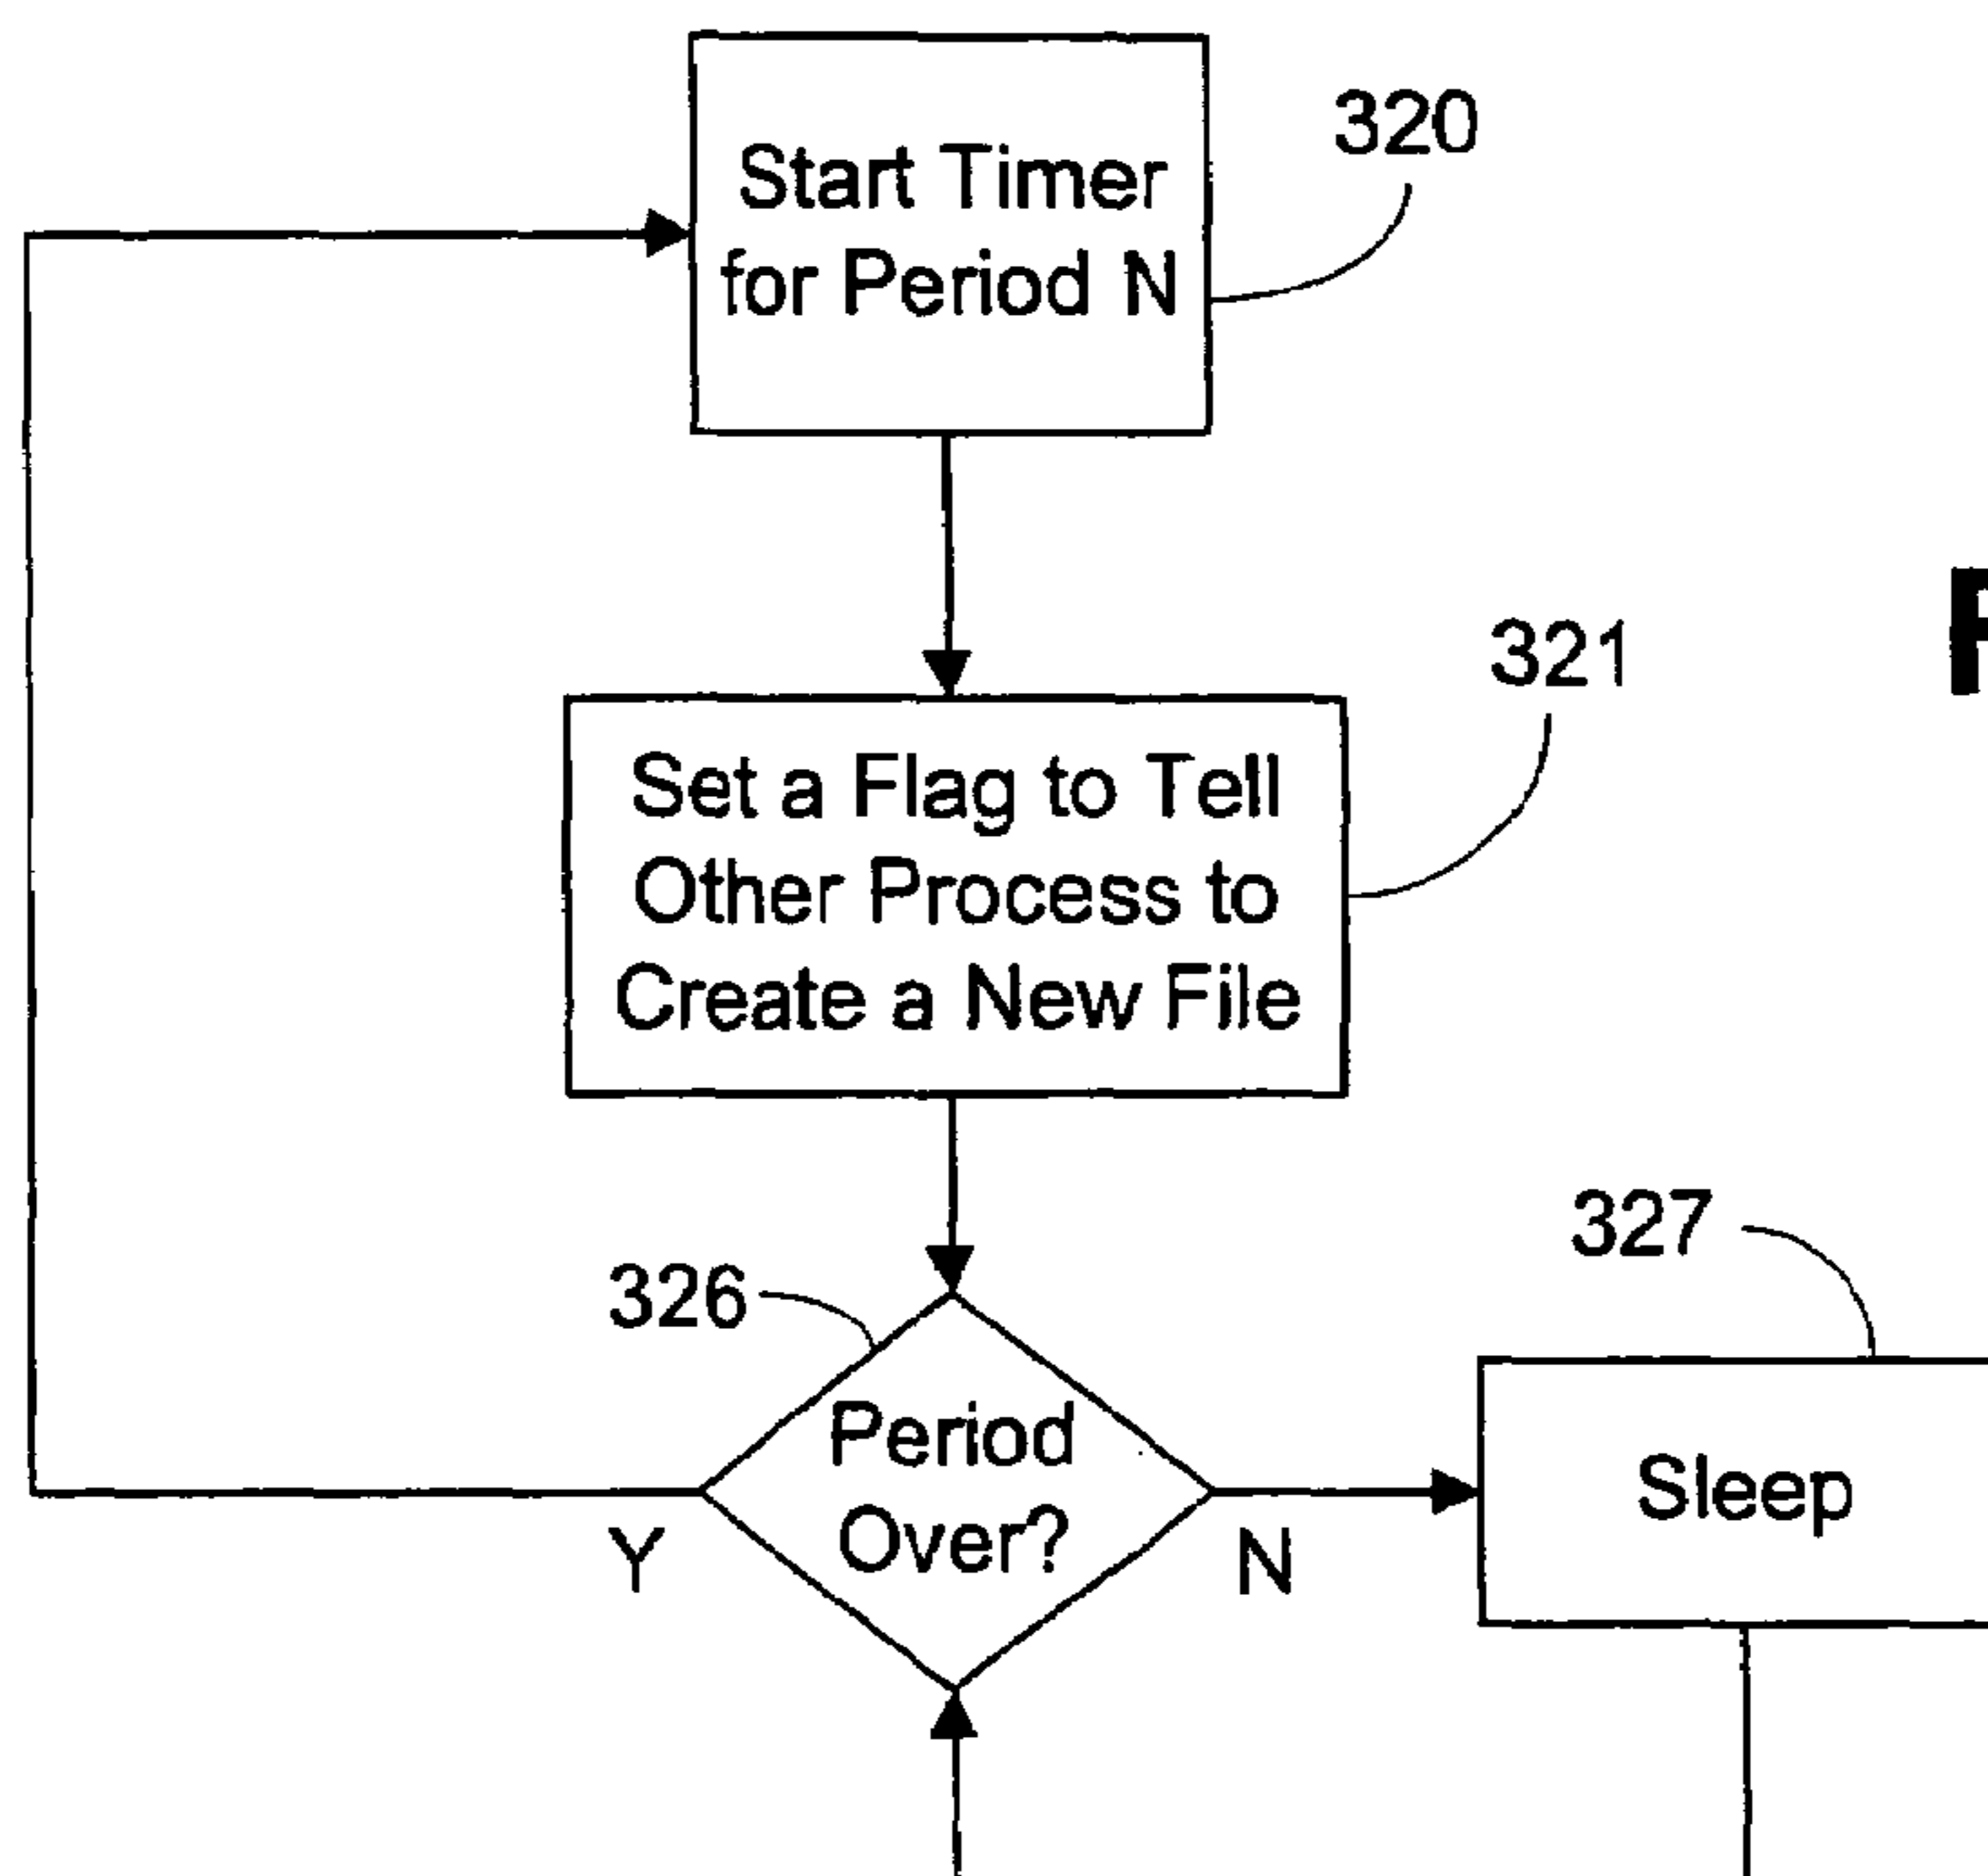 320
Start Timer
for Period N
321
Set a Flag to Tell
Other Process to
Create a New File
326
327
Period
Over?
Y
N
Sleep